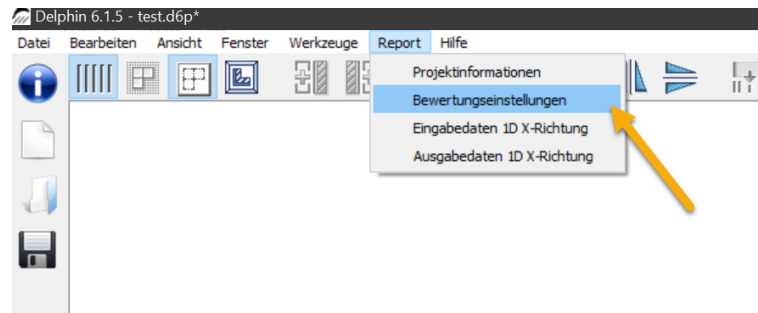 Delphin 6.1.5 - test.d6p*
Datei Bearbeiten Ansicht Fenster Werkzeuge Report Hilfe
Projektinformationen
Bewertungseinstellungen
Eingabedaten 1D X-Richtung
Ausgabedaten 1D X-Richtung